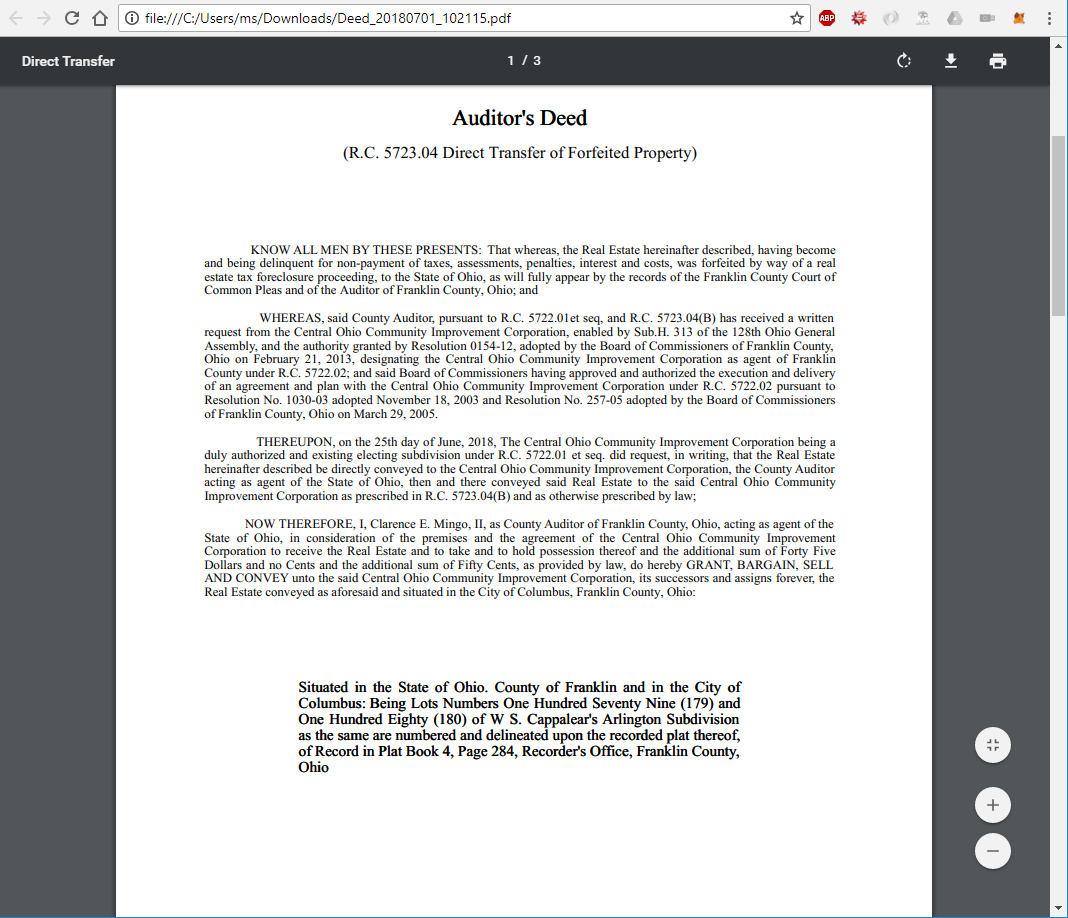 file:///C:/Users/ms/Downloads/Deed_20180701_102115.pdf
ABP
Direct Transfer
1 / 3
Auditor's Deed
(R.C. 5723.04 Direct Transfer of Forfeited Property)
KNOW ALL MEN BY THESE PRESENTS: That whereas, the Real Estate hereinafter described, having become
and being delinquent for non-payment of taxes, assessments, penalties, interest and costs, was forfeited by way of a real
estate tax foreclosure proceeding, to the State of Ohio, as will fully appear by the records of the Franklin County Court of
Common Pleas and of the Auditor of Franklin County, Ohio; and
WHEREAS, said County Auditor, pursuant to R.C. 5722.01et seq, and R.C. 5723.04(B) has received a written
request from the Central Ohio Community Improvement Corporation, enabled by Sub.H. 313 of the 128th Ohio General
Assembly, and the authority granted by Resolution 0154-12, adopted by the Board of Commissioners of Franklin County,
Ohio on February 21, 2013, designating the Central Ohio Community Improvement Corporation as agent of Franklin
County under R.C. 5722.02; and said Board of Commissioners having approved and authorized the execution and delivery
of an agreement and plan with the Central Ohio Community Improvement Corporation under R.C. 5722.02 pursuant to
Resolution No. 1030-03 adopted November 18, 2003 and Resolution No. 257-05 adopted by the Board of Commissioners
of Franklin County, Ohio on March 29, 2005.
THEREUPON, on the 25th day of June, 2018, The Central Ohio Community Improvement Corporation being a
duly authorized and existing electing subdivision under R.C. 5722.01 et seq. did request, in writing, that the Real Estate
hereinafter described be directly conveyed to the Central Ohio Community Improvement Corporation, the County Auditor
acting as agent of the State of Ohio, then and there conveyed said Real Estate to the said Central Ohio Community
Improvement Corporation as prescribed in R.C. 5723.04(B) and as otherwise prescribed by law;
NOW THEREFORE, I, Clarence E. Mingo, II, as County Auditor of Franklin County, Ohio, acting as agent of the
State of Ohio, in consideration of the premises and the agreement of the Central Ohio Community Improvement
Corporation to receive the Real Estate and to take and to hold possession thereof and the additional sum of Forty Five
Dollars and no Cents and the additional sum of Fifty Cents, as provided by law, do hereby GRANT, BARGAIN, SELL
AND CONVEY unto the said Central Ohio Community Improvement Corporation, its successors and assigns forever, the
Real Estate conveyed as aforesaid and situated in the City of Columbus, Franklin County, Ohio:
Situated in the State of Ohio. County of Franklin and in the City of
Columbus: Being Lots Numbers One Hundred Seventy Nine (179) and
One Hundred Eighty (180) of W S. Cappalear's Arlington Subdivision
as the same are numbered and delineated upon the recorded plat thereof,
of Record in Plat Book 4, Page 284, Recorder's Office, Franklin County,
Ohio